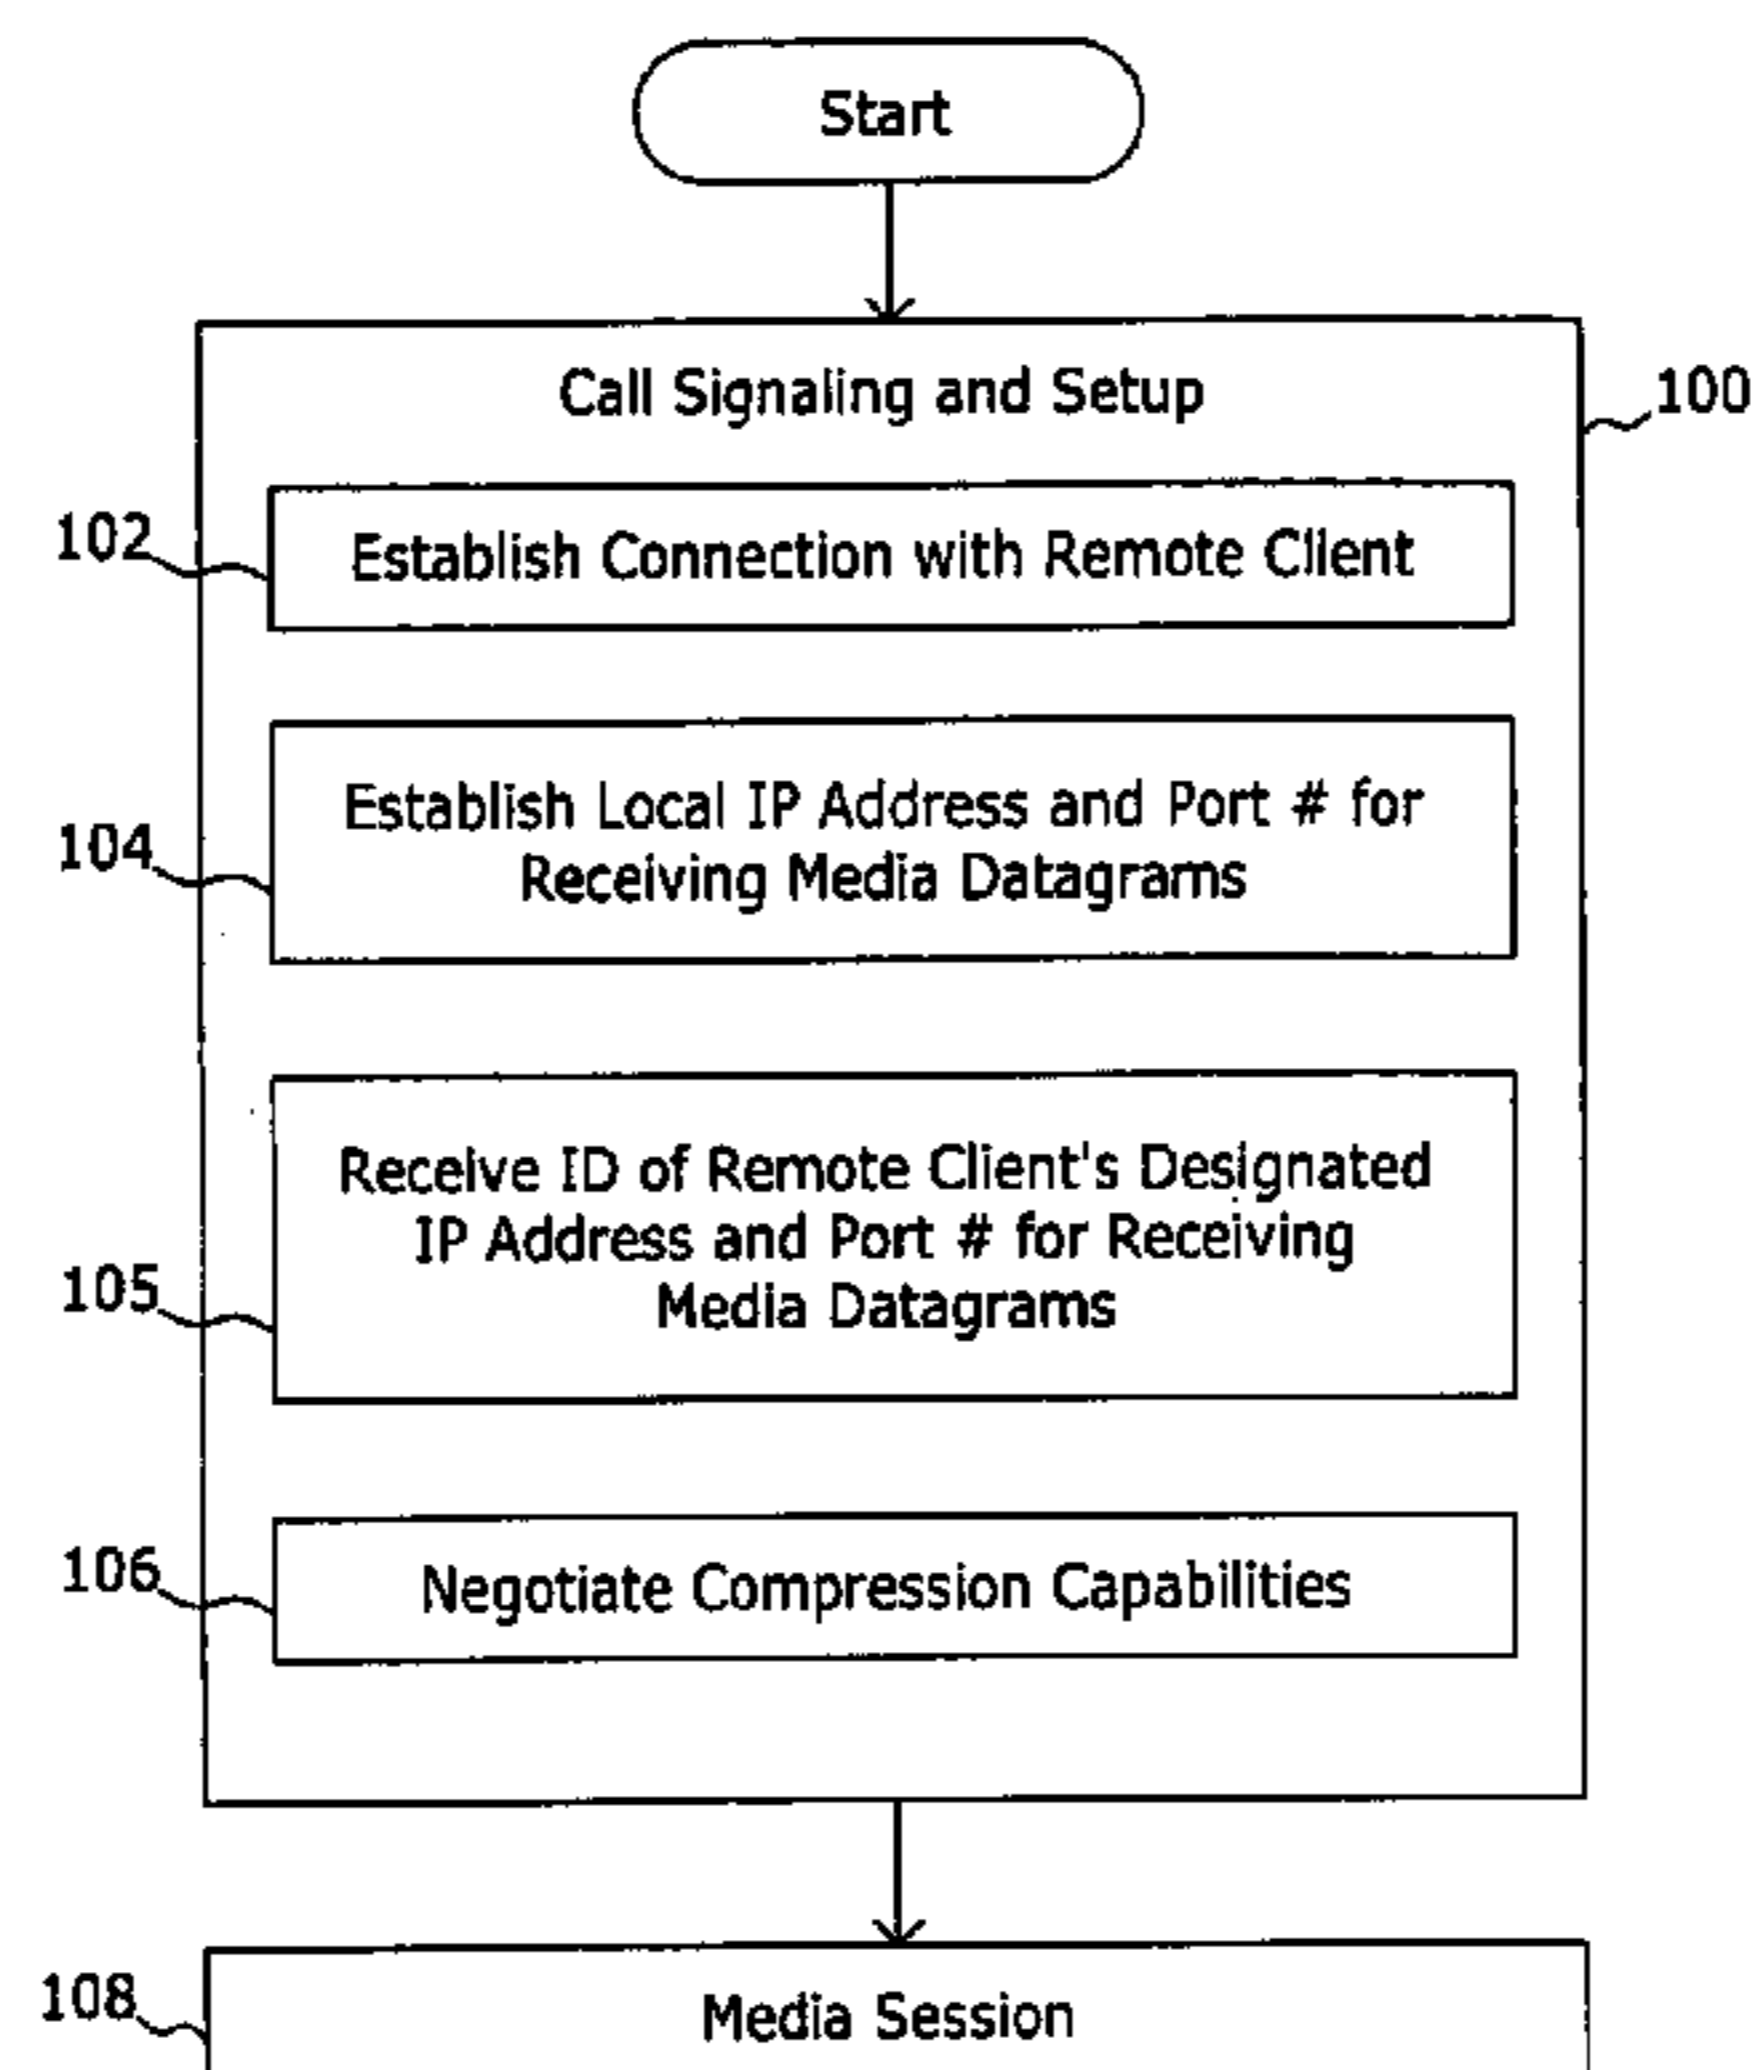 Start
Call Signaling and Setup
100
102
Establish Connection with Remote Client
104
Establish Local IP Address and Port # for
Receiving Media Datagrams
Receive ID of Remote Client's Designated
IP Address and Port # for Receiving
Media Datagrams
105
106
Negotiate Compression Capabilities
108
Media Session